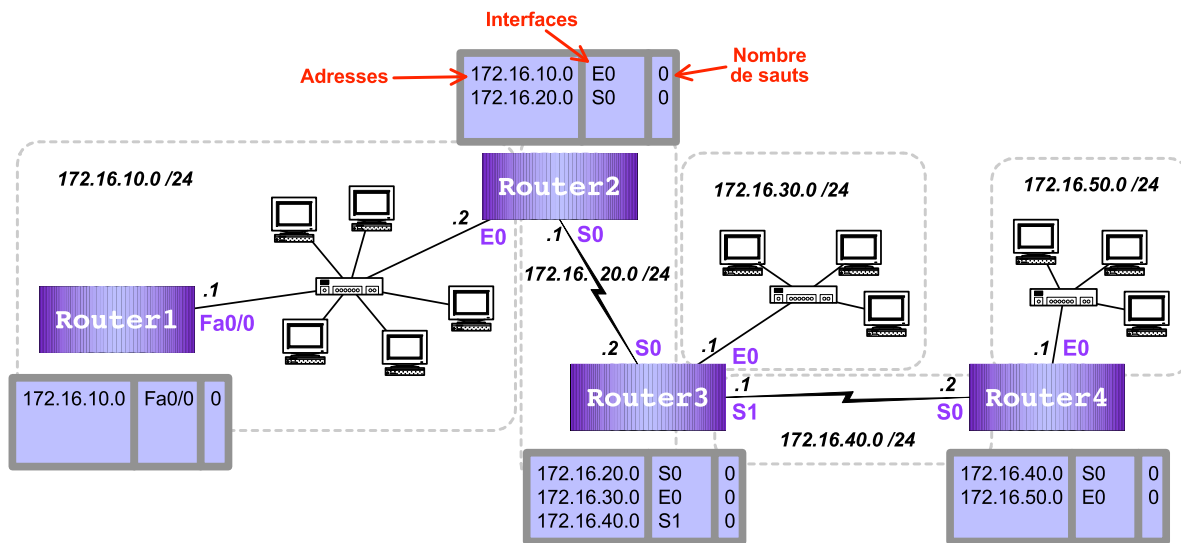 Interfaces
Adresses
Nombre
de sauts
172.16.10.0 E0 0
172.16.20.0 S0 0
172.16.10.0 /24
Router2
172.16.30.0 /24
172.16.50.0 /24
.2
E0
.1
S0
172.16. 20.0 /24
Router1
.1
Fa0/0
.2
S0
.1
E0
.1
E0
Router3
.1
S1
.2
S0
Router4
172.16.10.0 Fa0/0 0
172.16.40.0 /24
172.16.20.0 S0 0
172.16.30.0 E0 0
172.16.40.0 S1 0
172.16.40.0 S0 0
172.16.50.0 E0 0